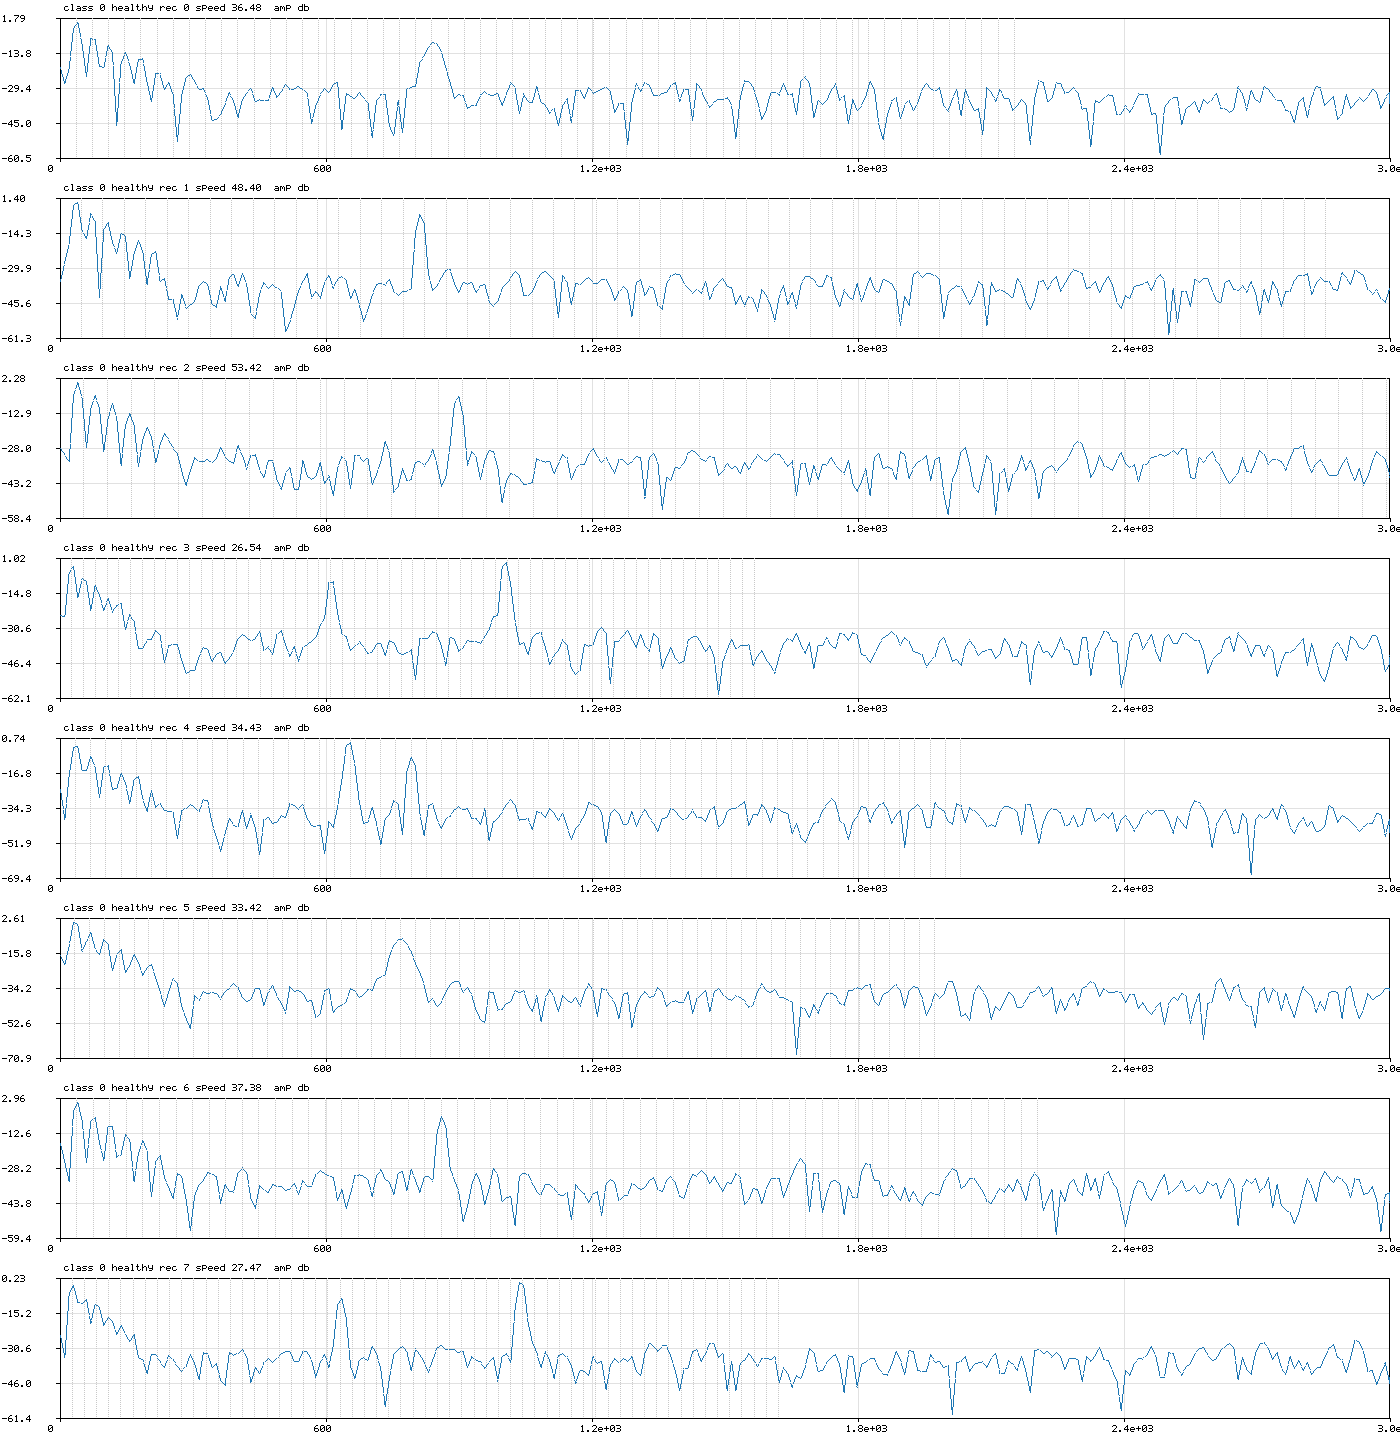 class 0 healthy rec 0 speed 36.48  amp db
1.79
-13.8
-29.4
-45.0
-60.5
0 600 1.2e+03 1.8e+03 2.4e+03 3.0e
class 0 healthy rec 1 speed 48.40  amp db
1.40
-14.3
-29.9
-45.6
-61.3
0 600 1.2e+03 1.8e+03 2.4e+03 3.0e
class 0 healthy rec 2 speed 53.42  amp db
2.28
-12.9
-28.0
-43.2
-58.4
0 600 1.2e+03 1.8e+03 2.4e+03 3.0e
class 0 healthy rec 3 speed 26.54  amp db
1.02
-14.8
-30.6
-46.4
-62.1
0 600 1.2e+03 1.8e+03 2.4e+03 3.0e
class 0 healthy rec 4 speed 34.43  amp db
0.74
-16.8
-34.3
-51.9
-69.4
0 600 1.2e+03 1.8e+03 2.4e+03 3.0e
class 0 healthy rec 5 speed 33.42  amp db
2.61
-15.8
-34.2
-52.6
-70.9
0 600 1.2e+03 1.8e+03 2.4e+03 3.0e
class 0 healthy rec 6 speed 37.38  amp db
2.96
-12.6
-28.2
-43.8
-59.4
0 600 1.2e+03 1.8e+03 2.4e+03 3.0e
class 0 healthy rec 7 speed 27.47  amp db
0.23
-15.2
-30.6
-46.0
-61.4
0 600 1.2e+03 1.8e+03 2.4e+03 3.0e